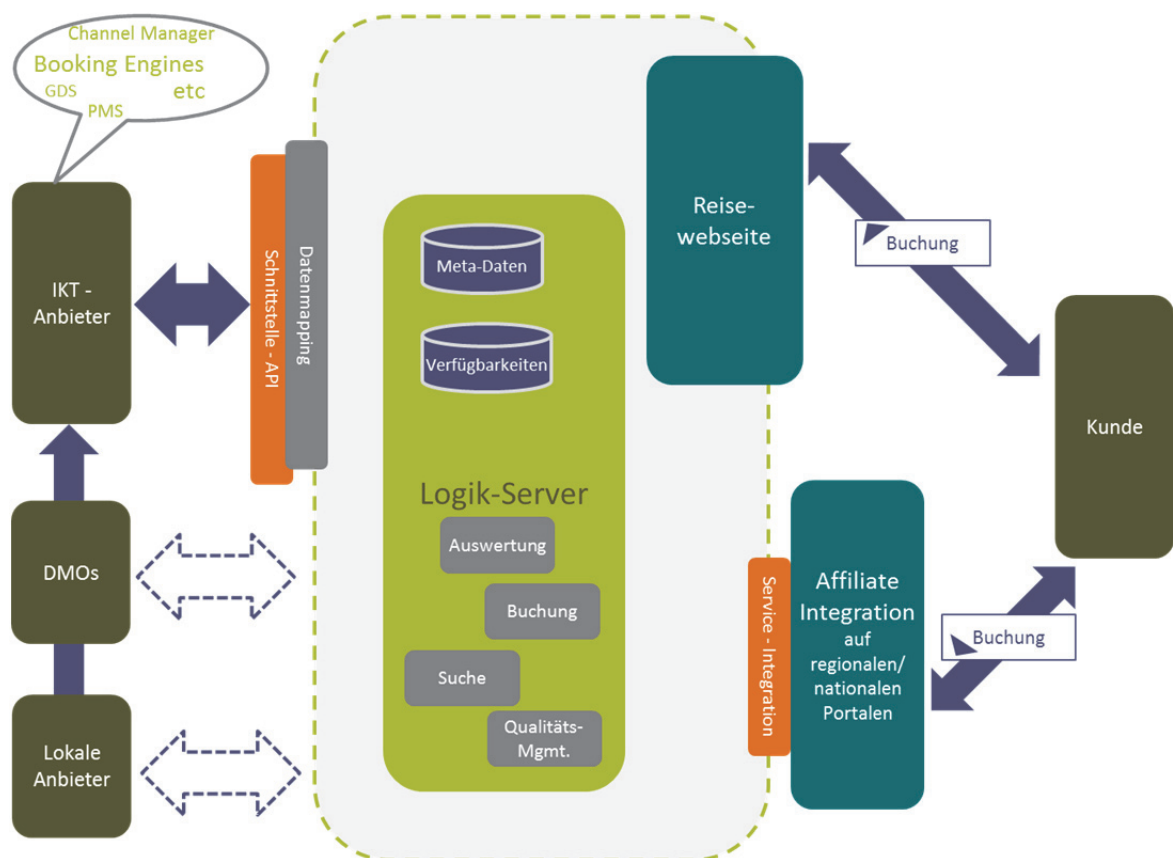 Channel Manager
Booking Engines
GDS
etc
PMS
IKT -
Anbieter
DMOs
Lokale
Anbieter
Schnittstelle - API
Datenmapping
Meta-Daten
Verfügbarkeiten
Logik-Server
Auswertung
Buchung
Suche
Qualitäts-
Mgmt.
Reise-
webseite
Service - Integration
Affiliate
Integration
auf
regionalen/
nationalen
Portalen
Buchung
Buchung
Kunde